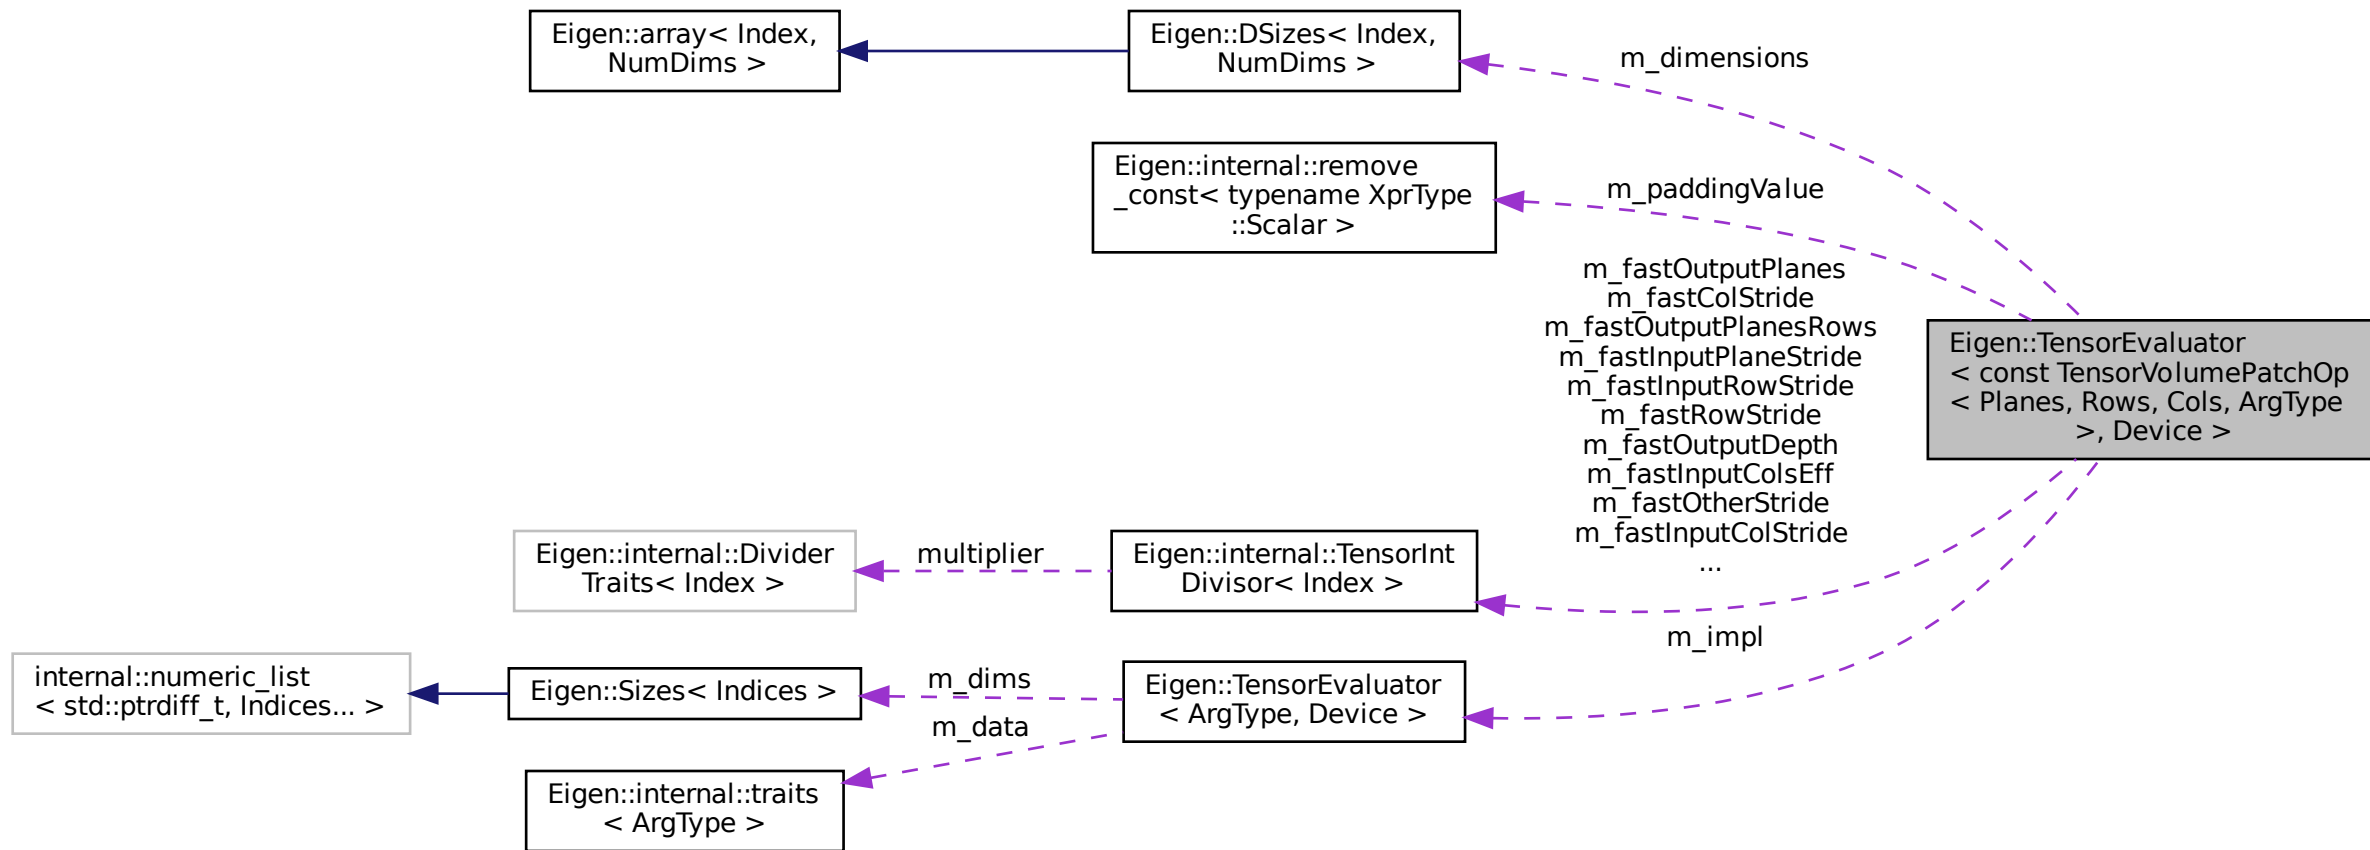 Eigen::array< Index,
NumDims >
Eigen::DSizes< Index,
NumDims >
m_dimensions
Eigen::internal::remove
_const< typename XprType
::Scalar >
m_paddingValue
m_fastOutputPlanes
m_fastColStride
m_fastOutputPlanesRows
m_fastInputPlaneStride
m_fastInputRowStride
m_fastRowStride
m_fastOutputDepth
m_fastInputColsEff
m_fastOtherStride
m_fastInputColStride
...
Eigen::TensorEvaluator
< const TensorVolumePatchOp
< Planes, Rows, Cols, ArgType
>, Device >
Eigen::internal::Divider
Traits< Index >
multiplier
Eigen::internal::TensorInt
Divisor< Index >
m_impl
internal::numeric_list
< std::ptrdiff_t, Indices... >
Eigen::Sizes< Indices >
m_dims
m_data
Eigen::TensorEvaluator
< ArgType, Device >
Eigen::internal::traits
< ArgType >